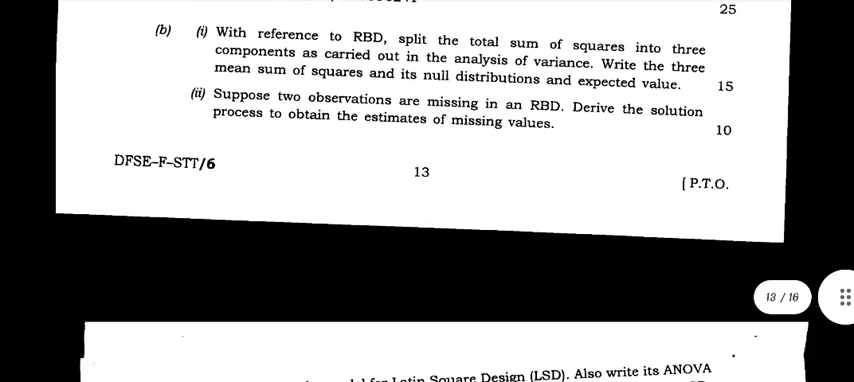 25
(b) (i) With reference to RBD, split the total sum of squares into three
components as carried out in the analysis of variance. Write the three
mean sum of squares and its null distributions and expected value. 15
(ii) Suppose two observations are missing in an RBD. Derive the solution
process to obtain the estimates of missing values. 10
DFSE-F-STT/6 13 [ P.T.O.
13 / 16
Latin Square Design (LSD). Also write its ANOVA